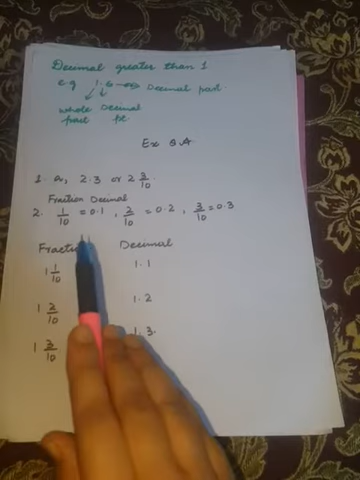 Decimal greater than 1
e.g 1.6 → Decimal part.
whole Decimal
part pt
Ex 8.A
1. a, 2.3 or 2 3/10
Fraction Decimal
2. 1/10 = 0.1, 2/10 = 0.2, 3/10 = 0.3
Decimal
1 1/10 1.1
1 2/10 1.2
1 3/10 1.3.